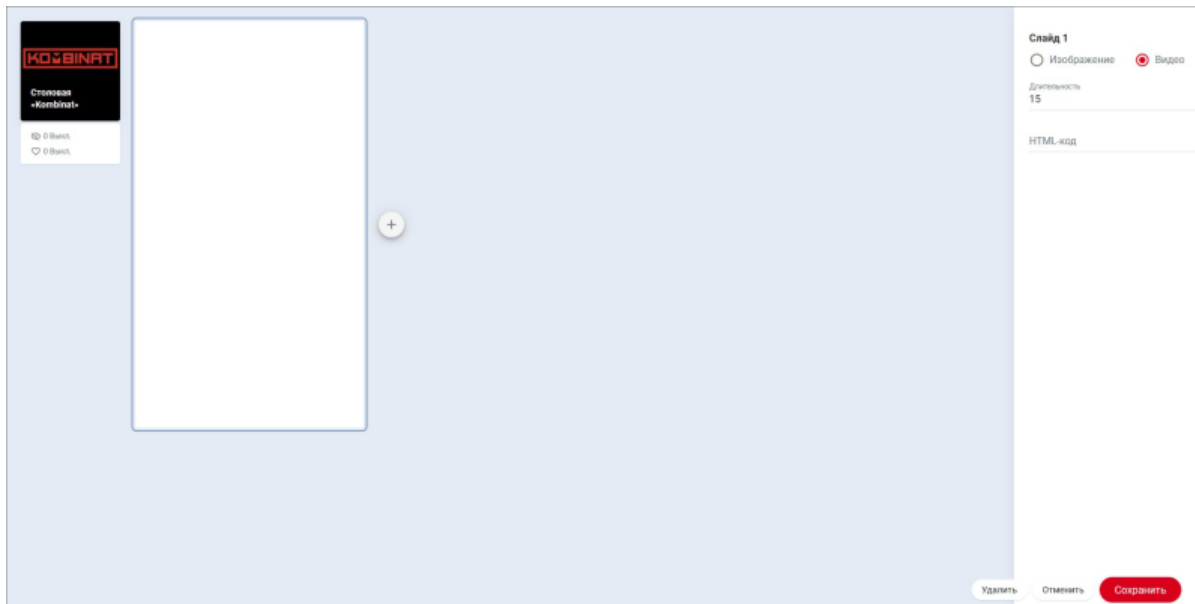 KOMBINAT
Столовая
«Kombinat»
0 Выкл.
0 Выкл.
Слайд 1
Изображение
Видео
Длительность
15
HTML-код
Удалить
Отменить
Сохранить